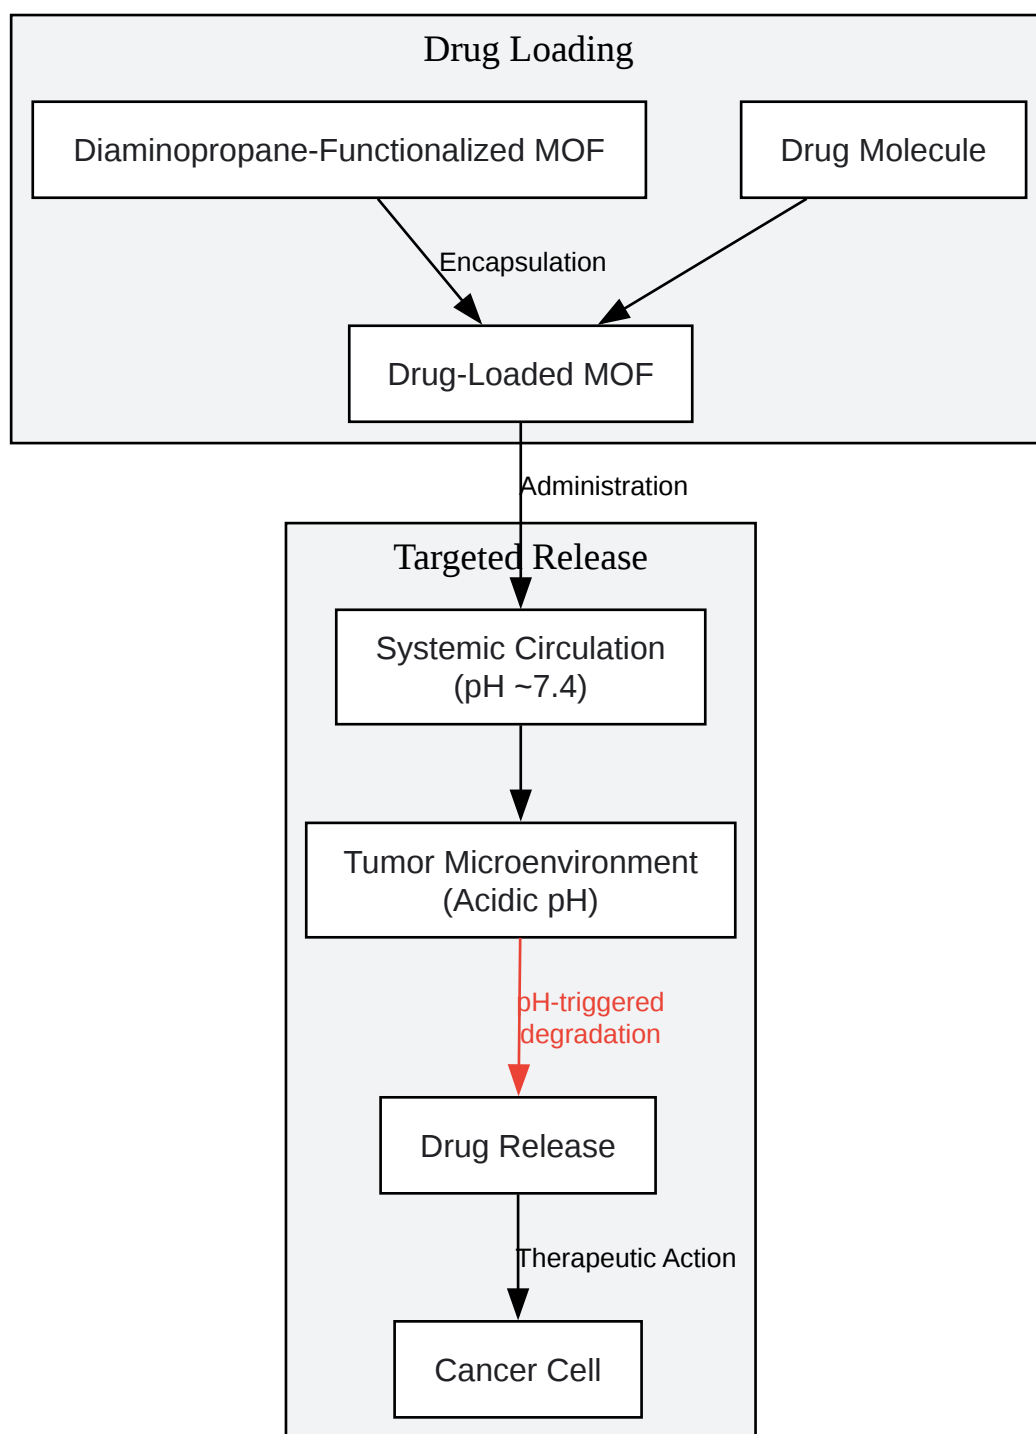 Drug Loading
Diaminopropane-Functionalized MOF
Drug Molecule
Encapsulation
Drug-Loaded MOF
Administration
Targeted Release
Systemic Circulation
(pH ~7.4)
Tumor Microenvironment
(Acidic pH)
pH-triggered
degradation
Drug Release
Therapeutic Action
Cancer Cell